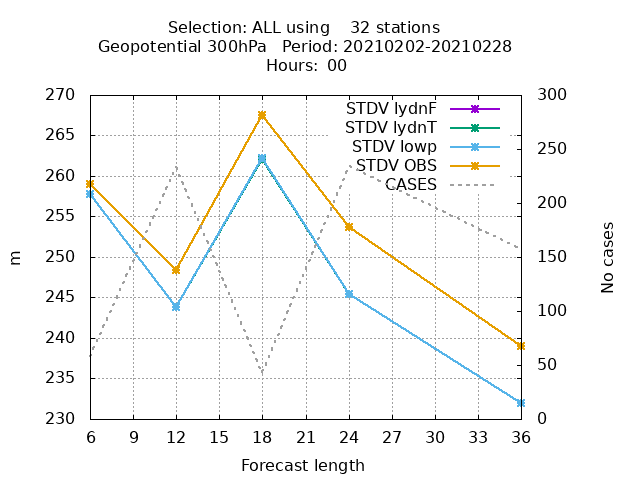 Selection: ALL using    32 stations
Geopotential 300hPa   Period: 20210202-20210228
Hours:  00
270
265
260
255
250
245
240
235
230
300
250
200
150
100
50
0
STDV lydnF
STDV lydnT
STDV lowp
STDV OBS
CASES
m
No cases
6 9 12 15 18 21 24 27 30 33 36
Forecast length